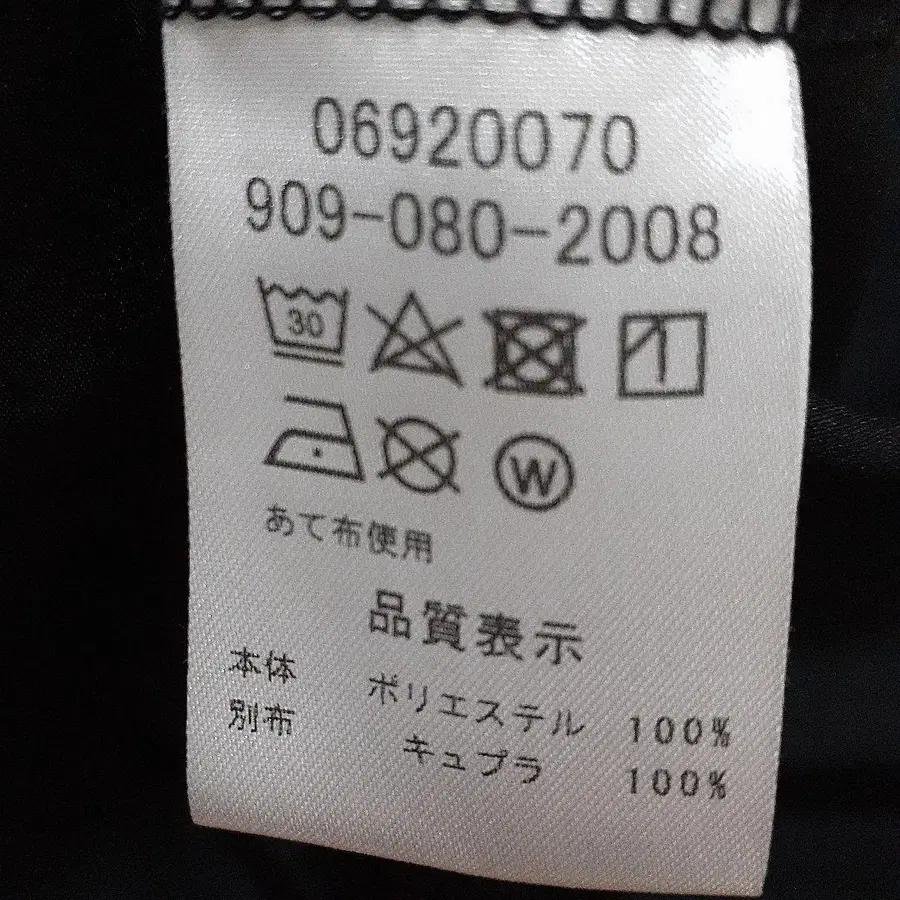 06920070
909-080-2008
30
W
あて布使用
品質表示
本体 ポリエステル 100%
別布 キュプラ 100%